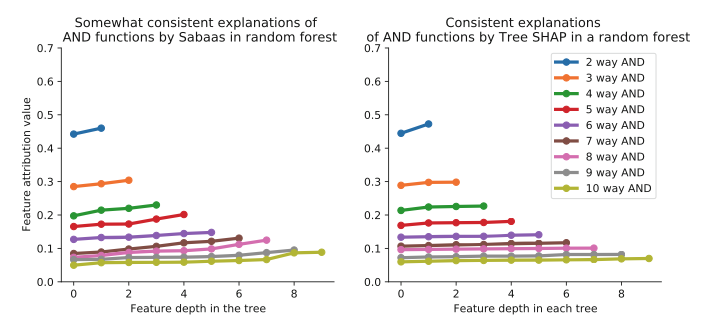 Somewhat consistent explanations of
AND functions by Sabaas in random forest
0.7
0.6
0.5
0.4
0.3
0.2
0.1
0.0
Feature attribution value
0 2 4 6 8
Feature depth in the tree
Consistent explanations
of AND functions by Tree SHAP in a random forest
0.7
0.6
0.5
0.4
0.3
0.2
0.1
0.0
2 way AND
3 way AND
4 way AND
5 way AND
6 way AND
7 way AND
8 way AND
9 way AND
10 way AND
0 2 4 6 8
Feature depth in each tree